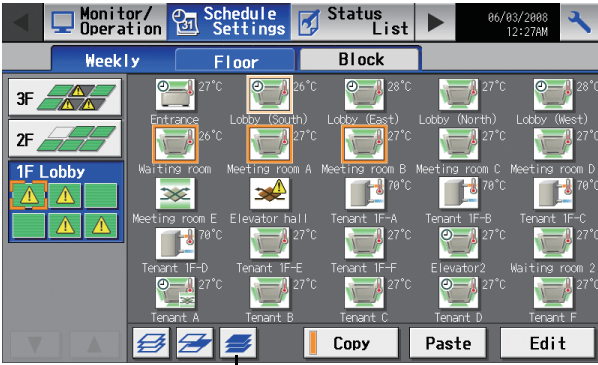 Monitor/
Operation
31
Schedule
Settings
Status
List
06/03/2008
12:27AM
Weekly
Floor
Block
3F
2F
1F Lobby
27°C
26°C
28°C
27°C
28°C
Entrance
Lobby (South)
Lobby (East)
Lobby (North)
Lobby (West)
26°C
27°C
27°C
27°C
27°C
Waiting room
Meeting room A
Meeting room B
Meeting room C
Meeting room D
70°C
70°C
70°C
Meeting room E
Elevator hall
Tenant 1F-A
Tenant 1F-B
Tenant 1F-C
70°C
27°C
27°C
27°C
27°C
Tenant 1F-D
Tenant 1F-E
Tenant 1F-F
Elevator2
Waiting room 2
27°C
27°C
27°C
27°C
27°C
Tenant A
Tenant B
Tenant C
Tenant D
Tenant F
Copy
Paste
Edit